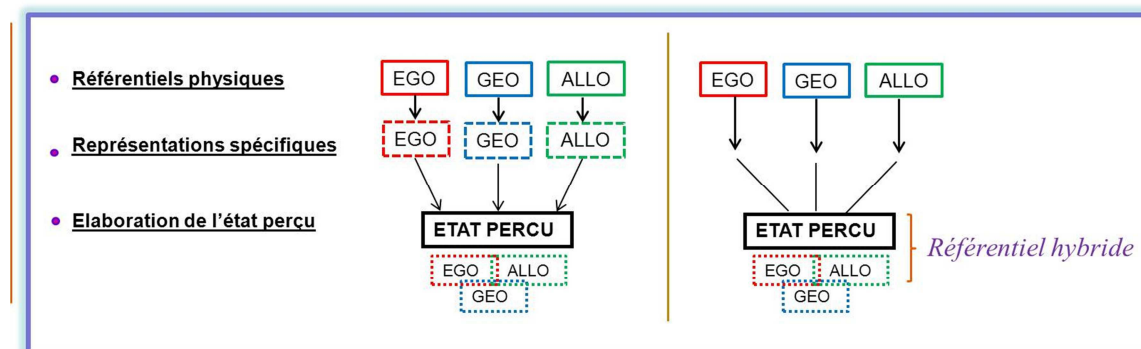 Référentiels physiques
Représentations spécifiques
Elaboration de l'état perçu
EGO GEO ALLO
EGO GEO ALLO
ETAT PERCU
EGO ALLO
GEO
EGO GEO ALLO
ETAT PERCU
EGO ALLO
GEO
Référentiel hybride